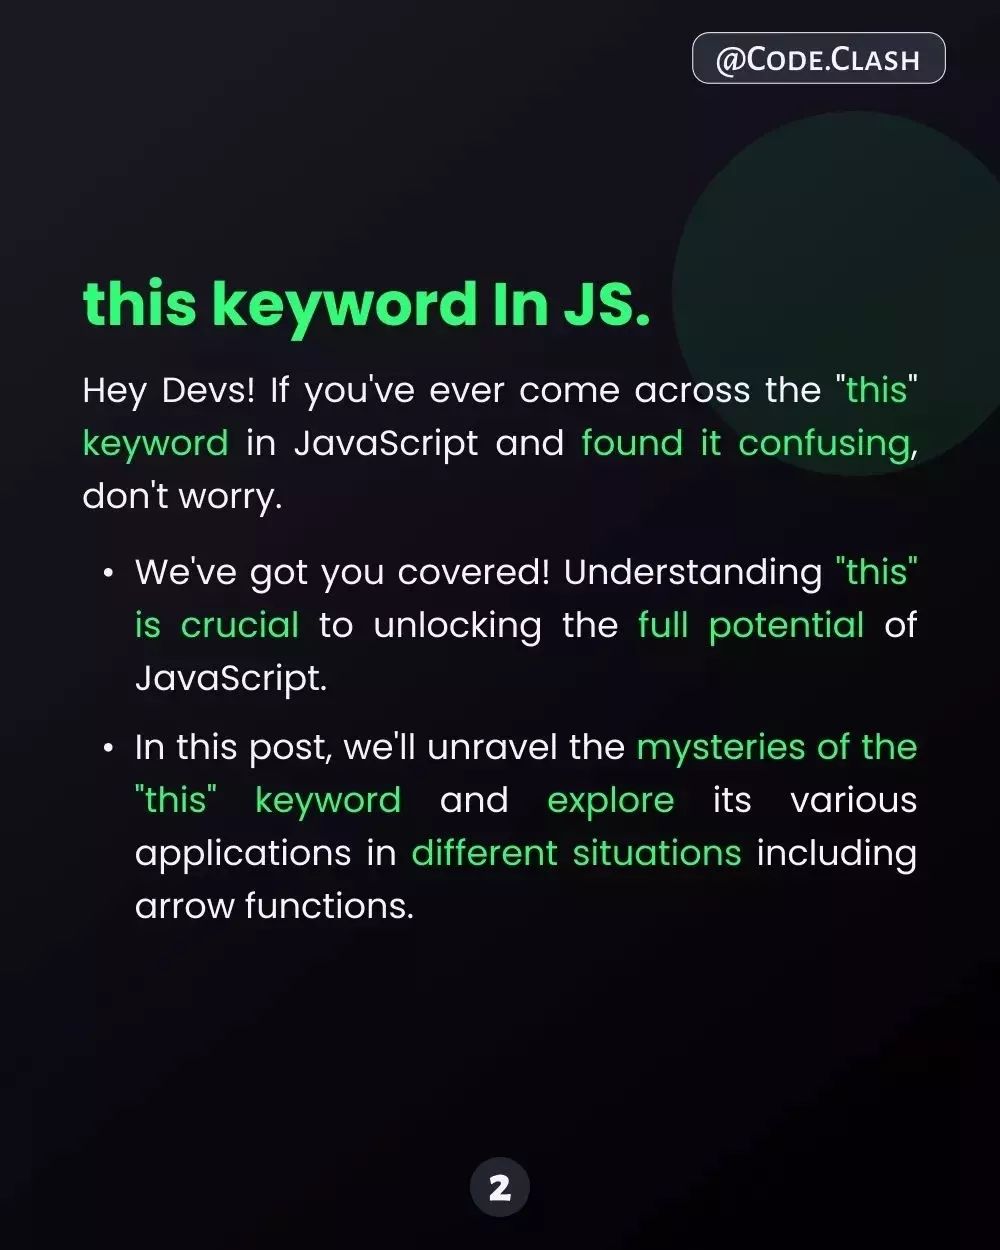 @Code.Clash
this keyword In JS.
Hey Devs! If you've ever come across the "this"
keyword in JavaScript and found it confusing,
don't worry.
• We've got you covered! Understanding "this"
is crucial to unlocking the full potential of
JavaScript.
• In this post, we'll unravel the mysteries of the
"this" keyword and explore its various
applications in different situations including
arrow functions.
2